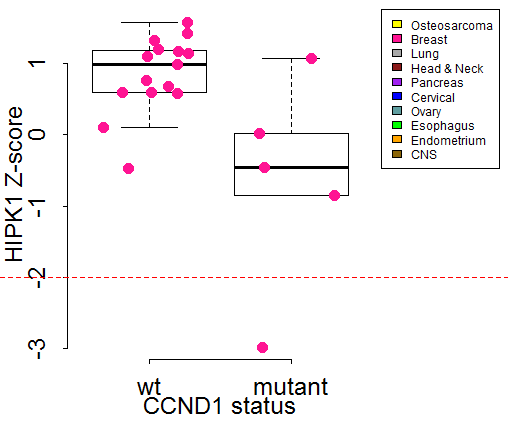 Osteosarcoma
Breast
Lung
Head & Neck
Pancreas
Cervical
Ovary
Esophagus
Endometrium
CNS
HIPK1 Z-score
1
0
-1
-2
-3
wt mutant
CCND1 status